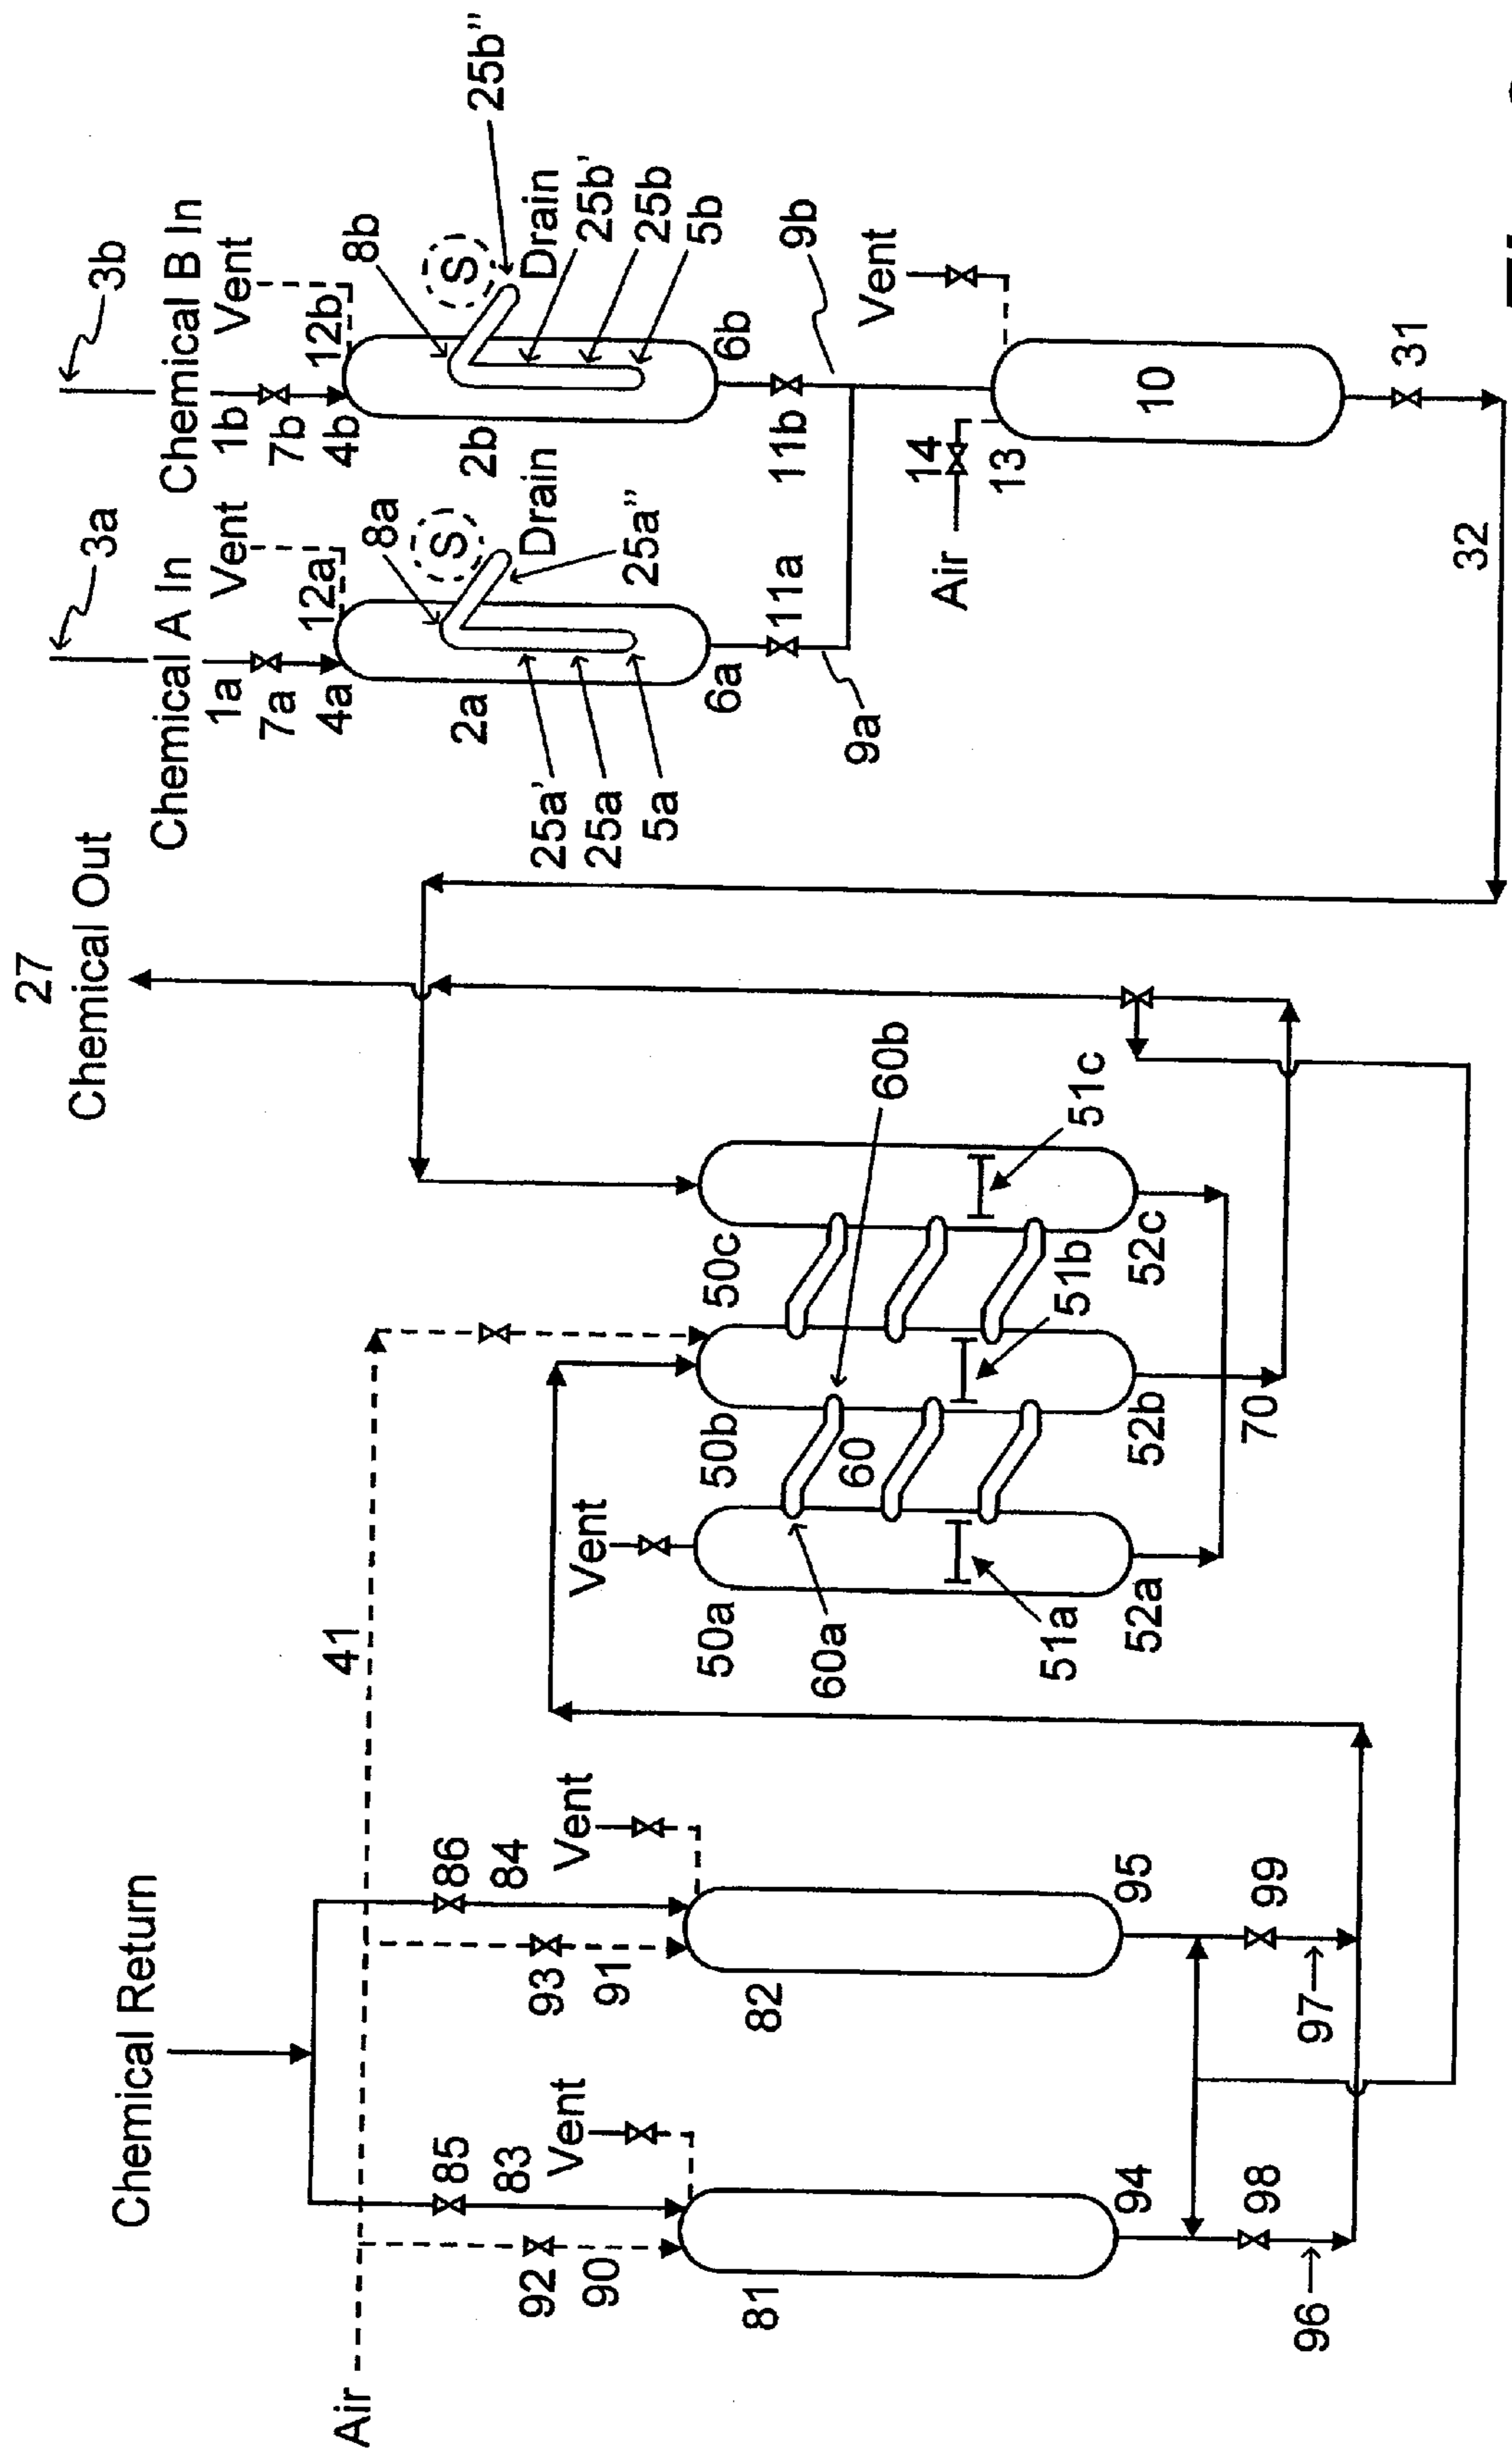 27
Chemical Out
3a
3b
Chemical A In
Chemical B In
Vent
Vent
1a
1b
7a
7b
4a
4b
12a
12b
8a
8b
S
S
25b"
Drain
Drain
2a
2b
25a'
25a
5a
25a"
25b'
25b
5b
6a
6b
11a
11b
9a
9b
Vent
Air
14
13
10
31
32
Chemical Return
Air
41
85
86
83
84
92
93
90
91
Vent
Vent
Vent
81
82
94
95
96
97
98
99
50a
50b
50c
60a
60
60b
51a
51b
51c
52a
52b
52c
70